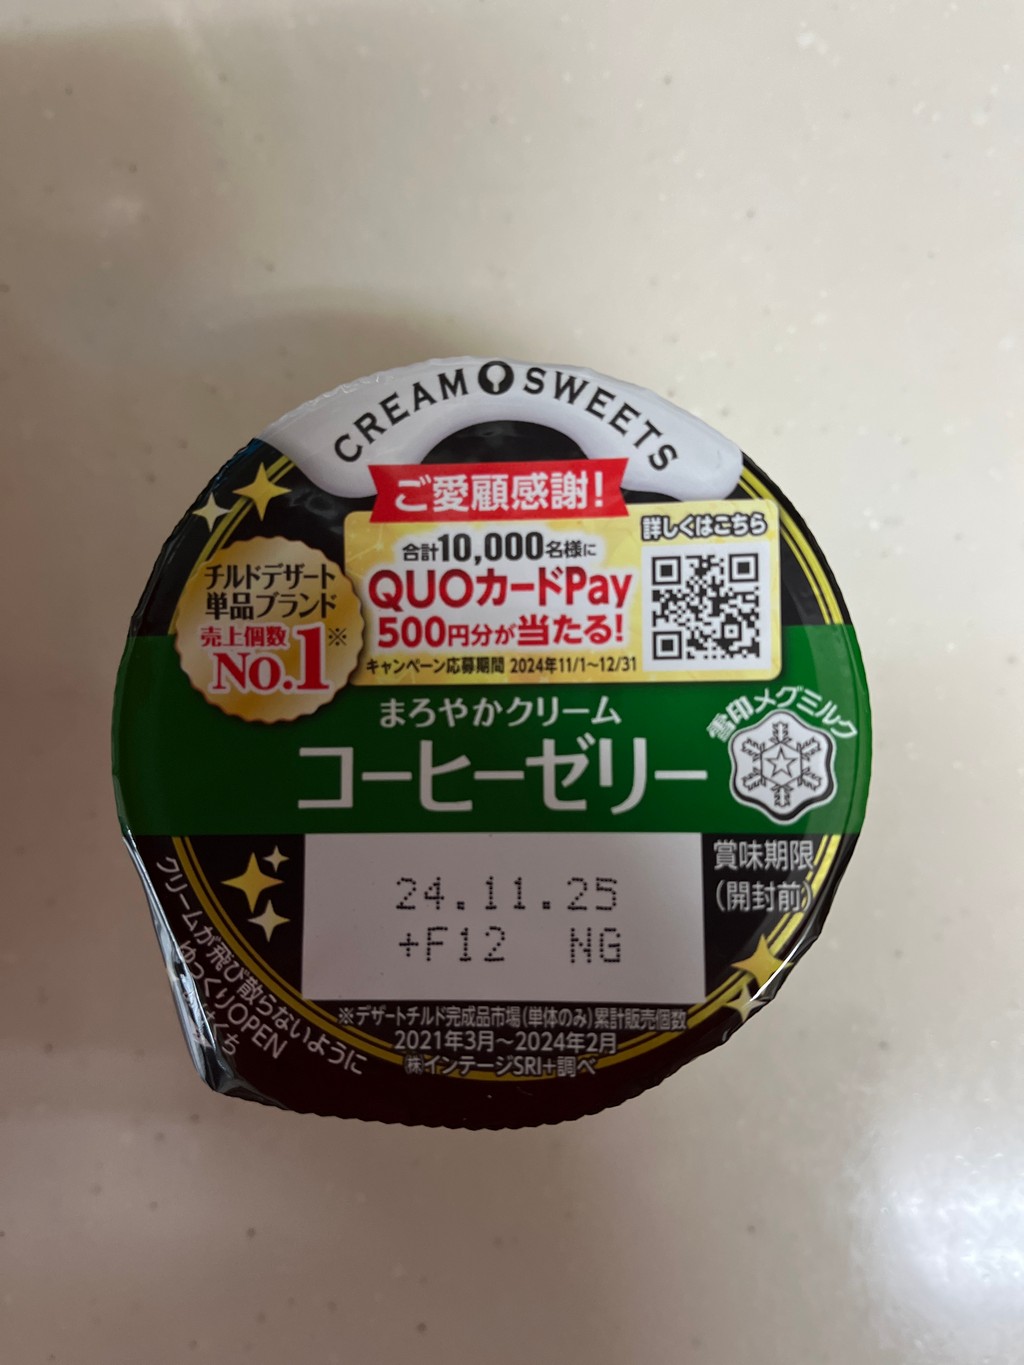 CREAM SWEETS
ご愛顧感謝!
詳しくはこちら
合計10,000名様に
QUOカードPay
500円分が当たる!
キャンペーン応募期間 2024年11/1~12/31
チルドデザート
単品ブランド
売上個数
No.1※
まろやかクリーム
コーヒーゼリー
雪印メグミルク
賞味期限
(開封前)
24.11.25
+F12 NG
クリームが飛び散らないように
ゆっくりOPEN
あけくち
※デザートチルド完成品市場(単体のみ)累計販売個数
2021年3月~2024年2月
㈱インテージSRI+調べ